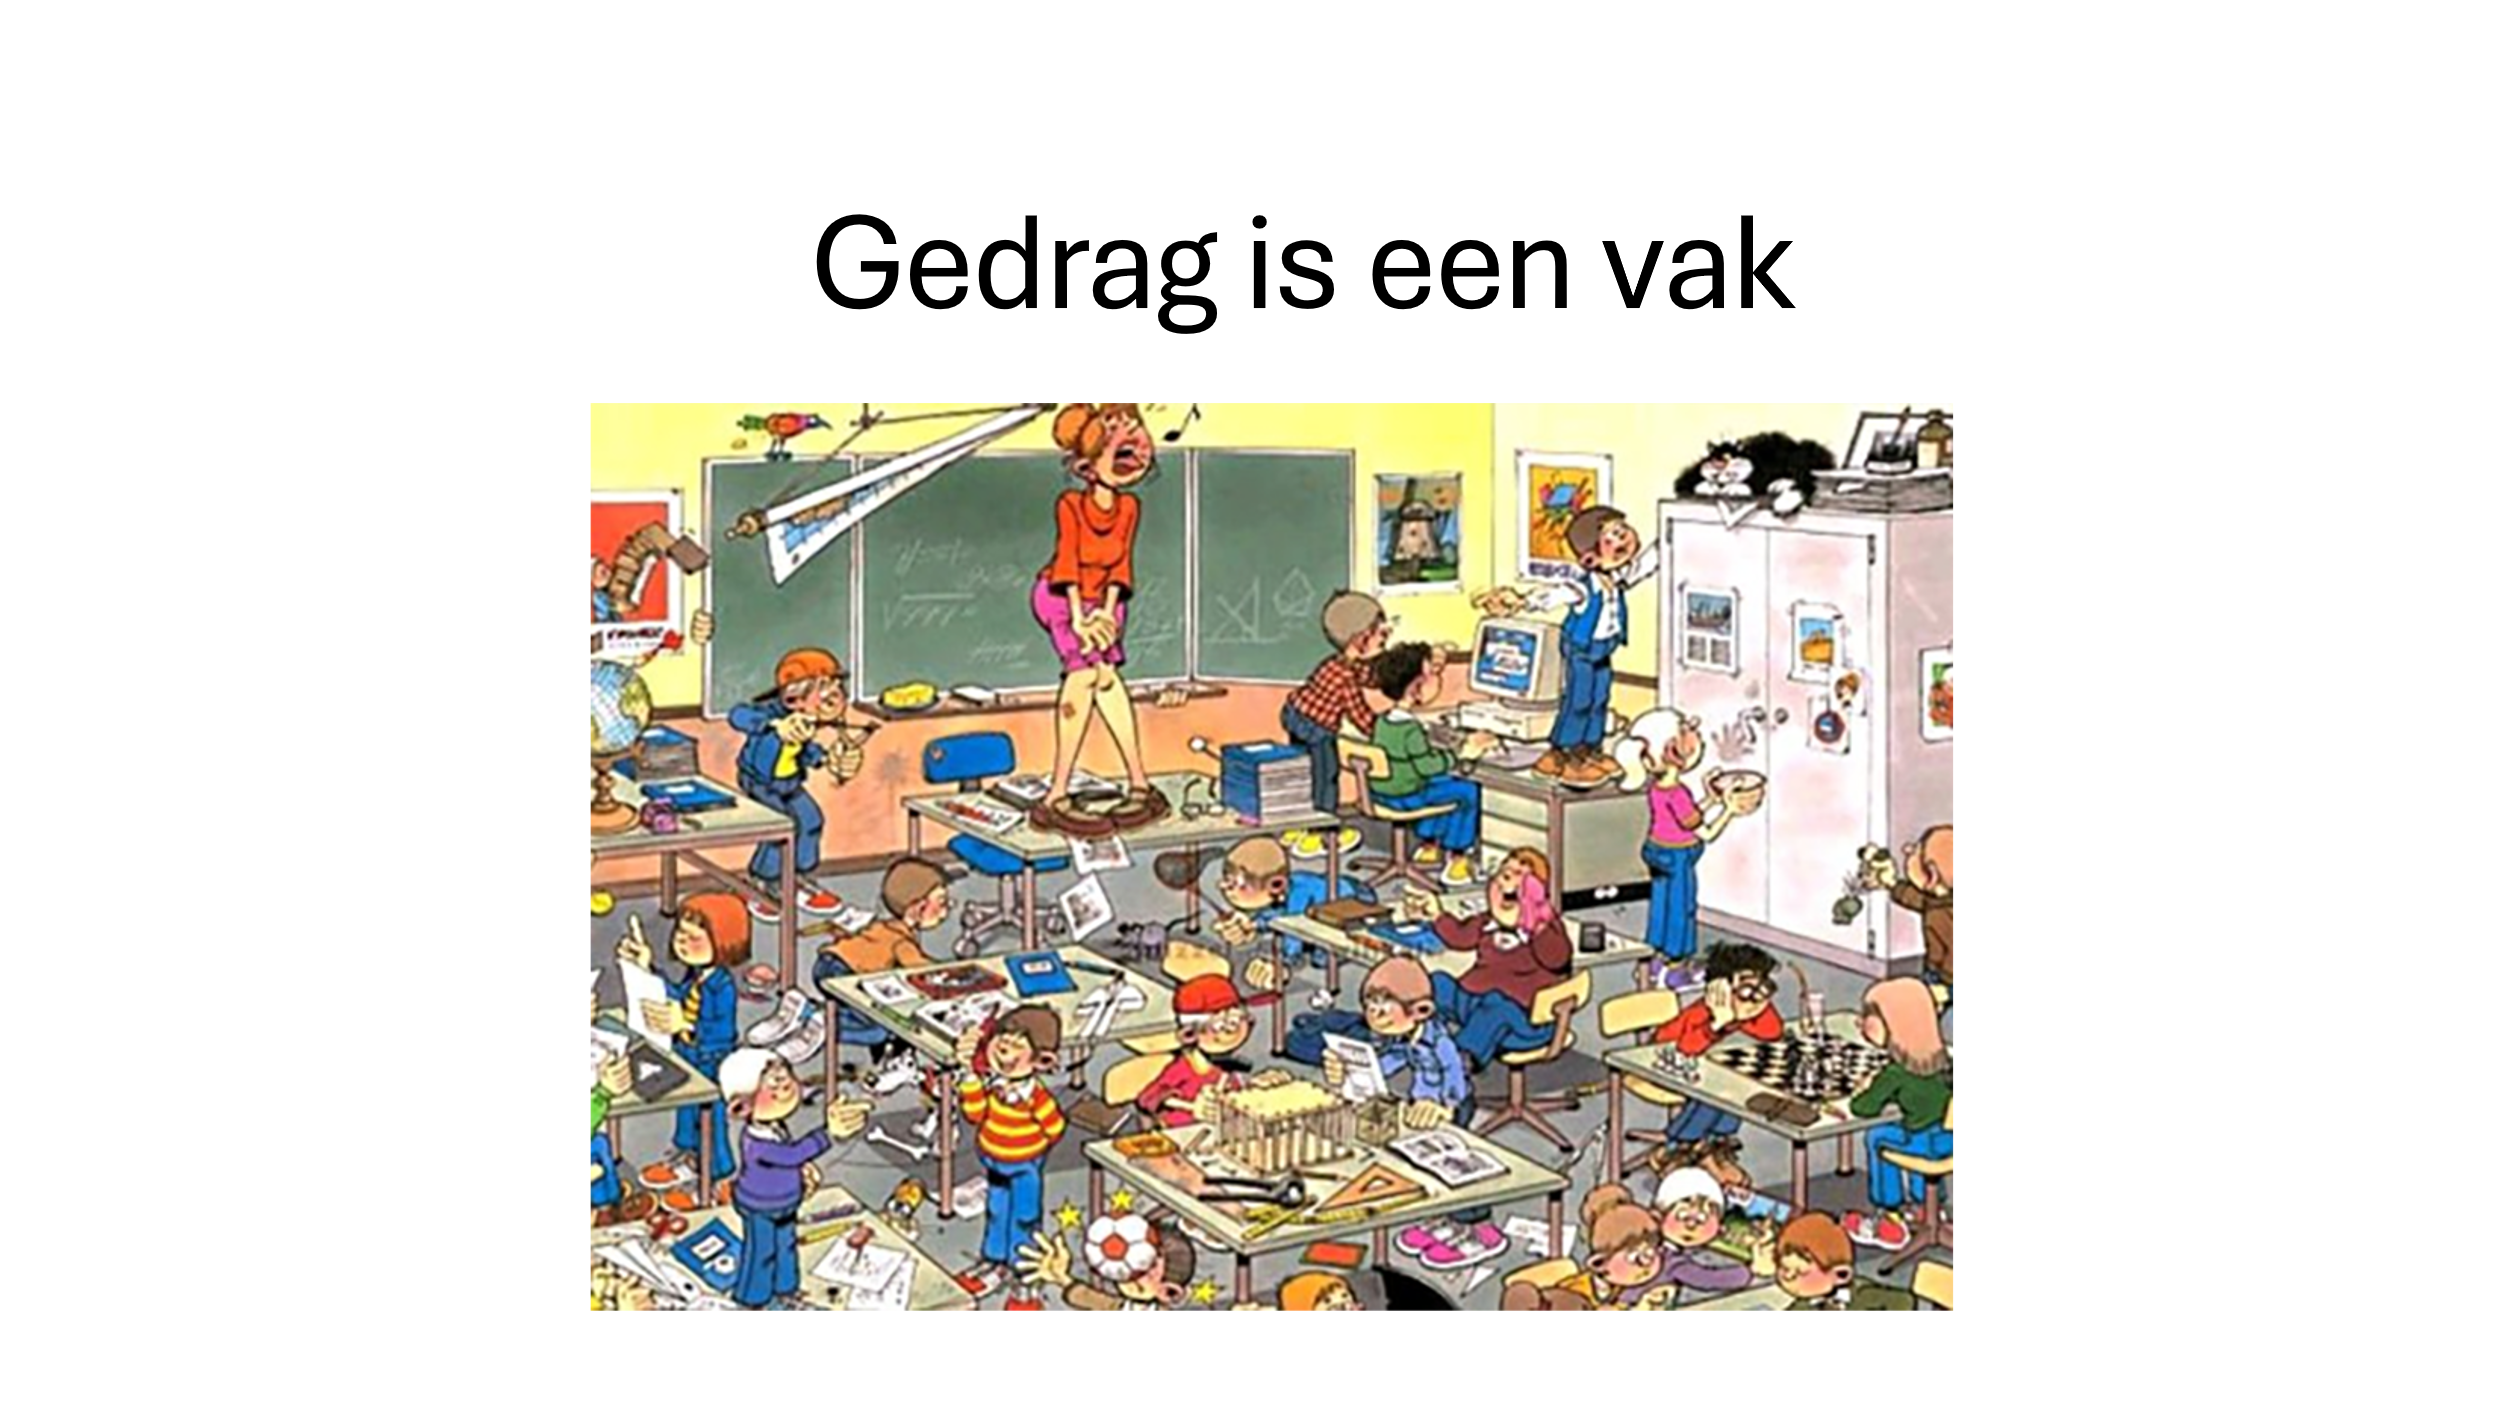 Gedrag is een vak